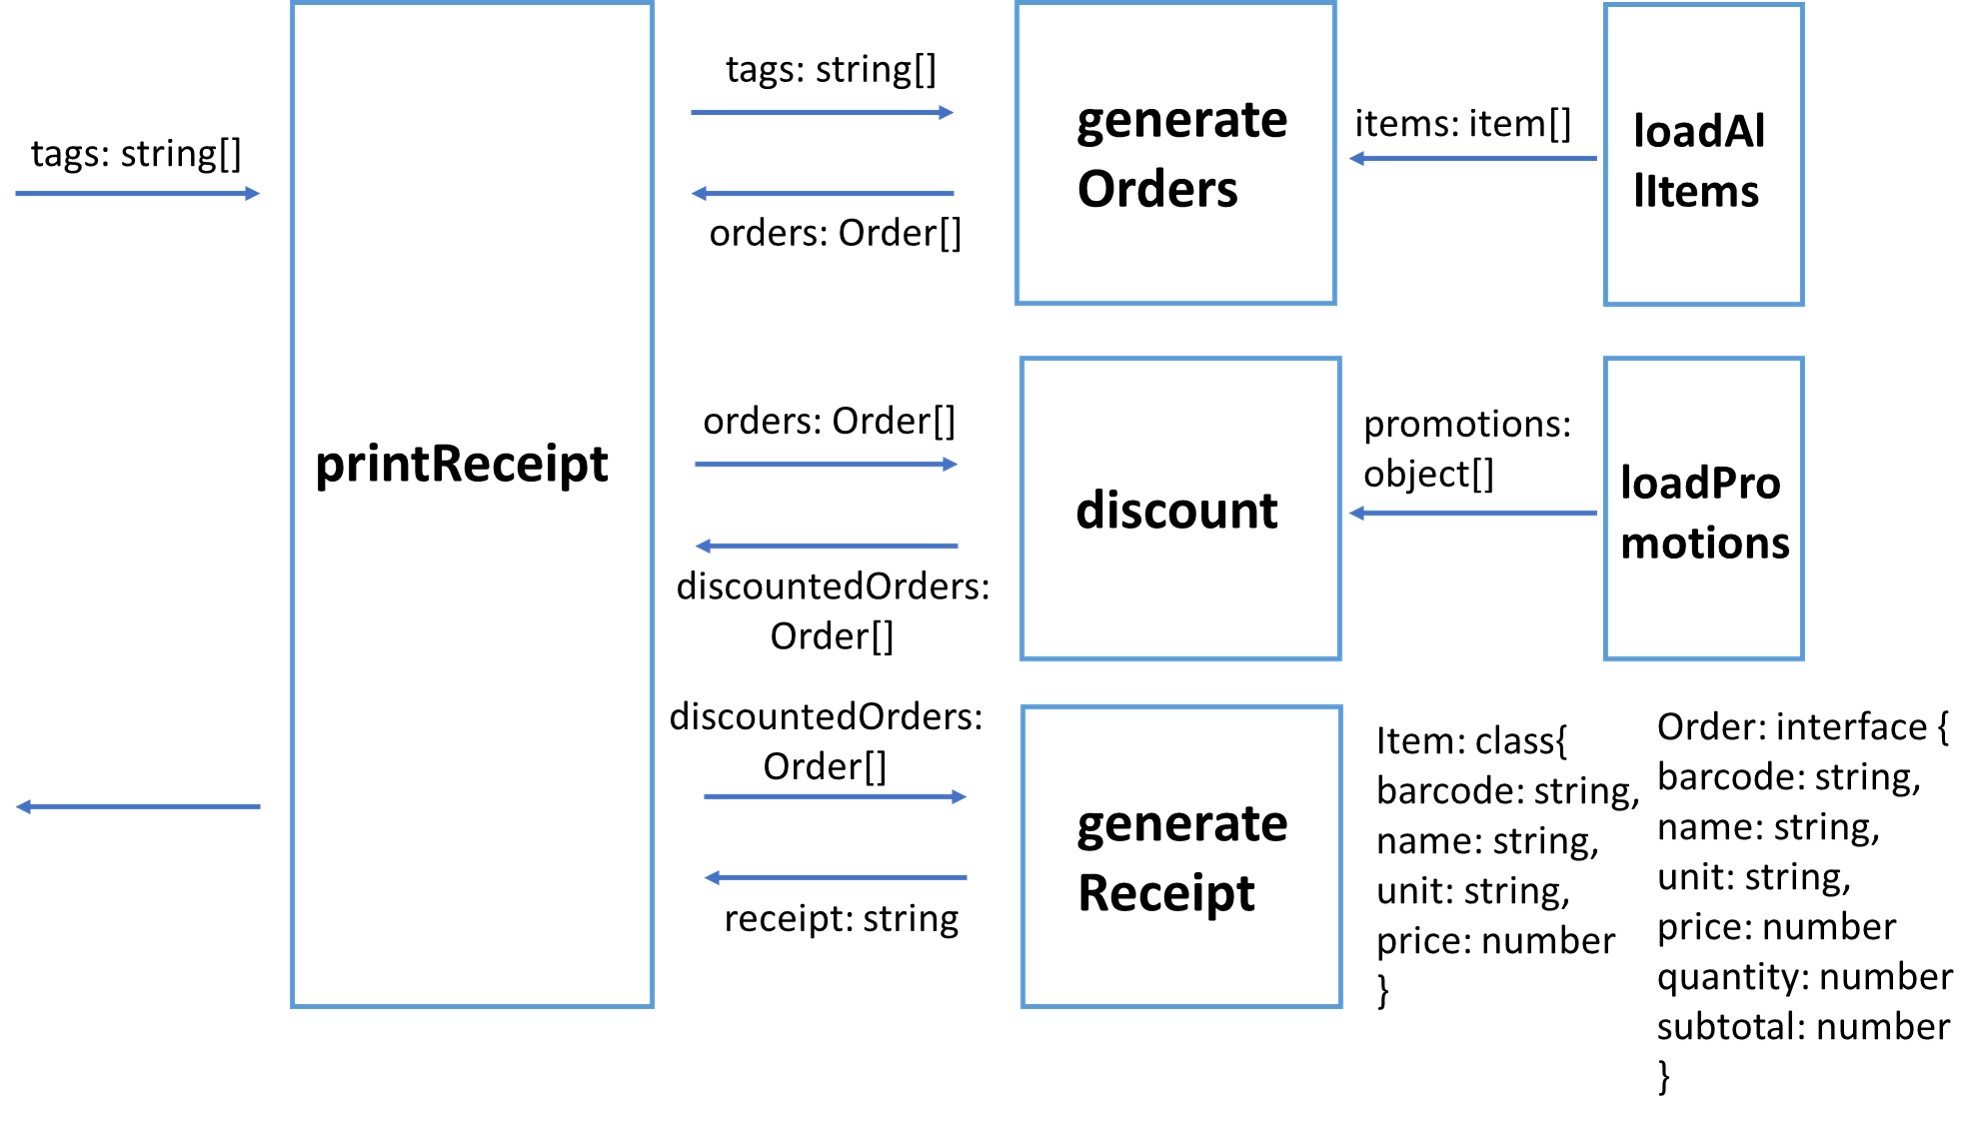 tags: string[]
printReceipt
tags: string[]
orders: Order[]
generate
Orders
items: item[]
loadAl
lItems
orders: Order[]
discountedOrders:
Order[]
discount
promotions:
object[]
loadPro
motions
discountedOrders:
Order[]
receipt: string
generate
Receipt
Item: class{
barcode: string,
name: string,
unit: string,
price: number
}
Order: interface {
barcode: string,
name: string,
unit: string,
price: number
quantity: number
subtotal: number
}